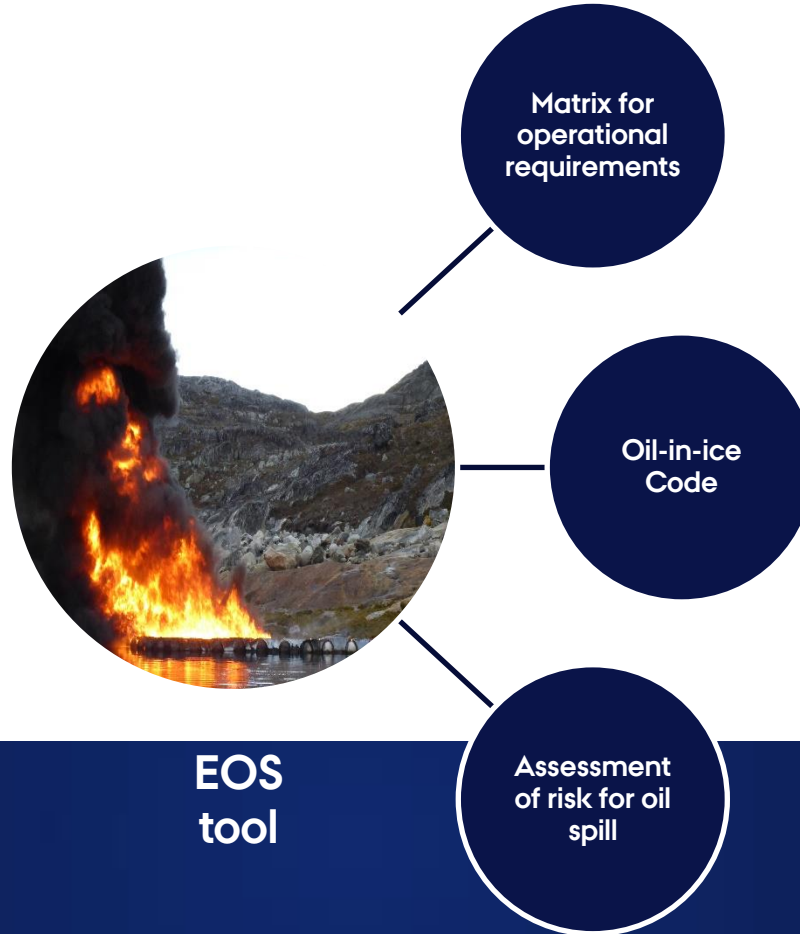 Matrix for
operational
requirements
Oil-in-ice
Code
EOS
tool
Assessment
of risk for oil
spill